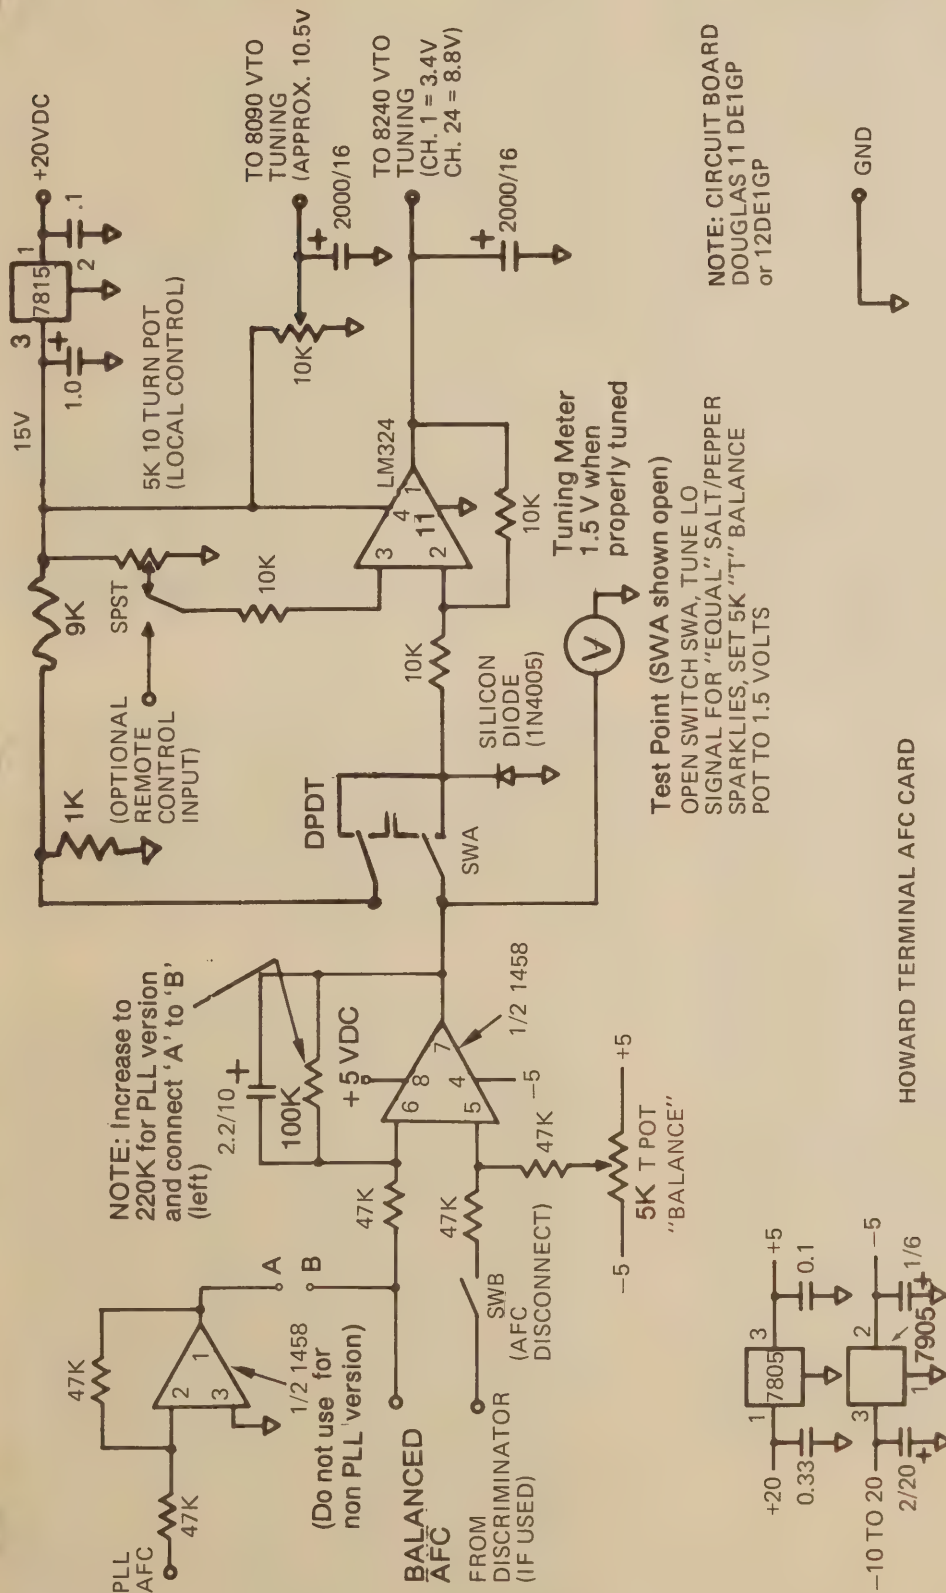 +20VDC
7815
1
2
3
.1
1.0
+
15V
5K 10 TURN POT
(LOCAL CONTROL)
TO 8090 VTO
TUNING
(APPROX. 10.5v
+
2000/16
10K
TO 8240 VTO
TUNING
(CH. 1 = 3.4V
CH. 24 = 8.8V)
+
2000/16
NOTE: CIRCUIT BOARD
DOUGLAS 11 DE1GP
or 12DE1GP
GND
9K
SPST
10K
LM324
3
4
1
11
2
10K
10K
1K
(OPTIONAL
REMOTE
CONTROL
INPUT)
DPDT
SWA
SILICON
DIODE
(1N4005)
Tuning Meter
1.5 V when
properly tuned
V
Test Point (SWA shown open)
OPEN SWITCH SWA, TUNE LO
SIGNAL FOR "EQUAL" SALT/PEPPER
SPARKLIES, SET 5K "T" BALANCE
POT TO 1.5 VOLTS
NOTE: Increase to
220K for PLL version
and connect 'A' to 'B'
(left)
2.2/10
+
100K
+5 VDC
6
8
7
4
5
1/2 1458
−5
47K
47K
47K
−5
+5
5K T POT
"BALANCE"
SWB
(AFC
DISCONNECT)
A
B
47K
2
1
3
1/2 1458
(Do not use for
non PLL version)
47K
PLL
AFC
BALANCED
AFC
FROM
DISCRIMINATOR
(IF USED)
+20
1
7805
3
+5
0.33
0.1
−10 TO 20
3
2
−5
1
7905
2/20
+
1/6
+
HOWARD TERMINAL AFC CARD